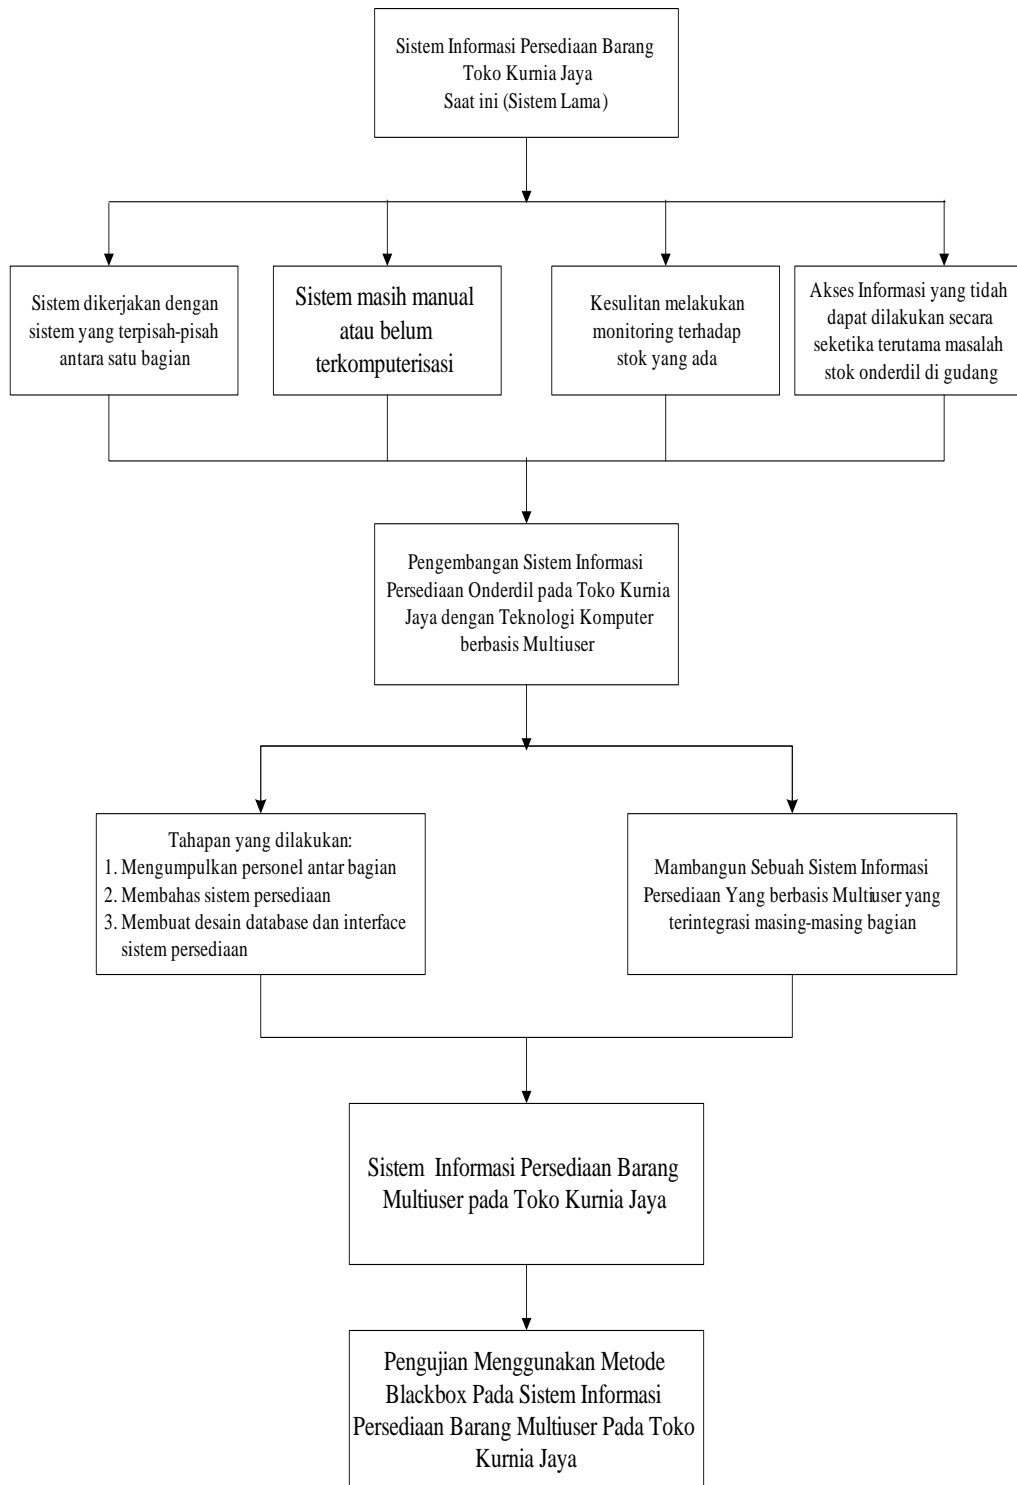 Sistem Informasi Persediaan Barang
Toko Kurnia Jaya
Saat ini (Sistem Lama)
Sistem dikerjakan dengan
sistem yang terpisah-pisah
antara satu bagian
Sistem masih manual
atau belum
terkomputerisasi
Kesulitan melakukan
monitoring terhadap
stok yang ada
Akses Informasi yang tidah
dapat dilakukan secara
seketika terutama masalah
stok onderdil di gudang
Pengembangan Sistem Informasi
Persediaan Onderdil pada Toko Kurnia
Jaya dengan Teknologi Komputer
berbasis Multiuser
Tahapan yang dilakukan:
1. Mengumpulkan personel antar bagian
2. Membahas sistem persediaan
3. Membuat desain database dan interface
sistem persediaan
Mambangun Sebuah Sistem Informasi
Persediaan Yang berbasis Multiuser yang
terintegrasi masing-masing bagian
Sistem Informasi Persediaan Barang
Multiuser pada Toko Kurnia Jaya
Pengujian Menggunakan Metode
Blackbox Pada Sistem Informasi
Persediaan Barang Multiuser Pada Toko
Kurnia Jaya